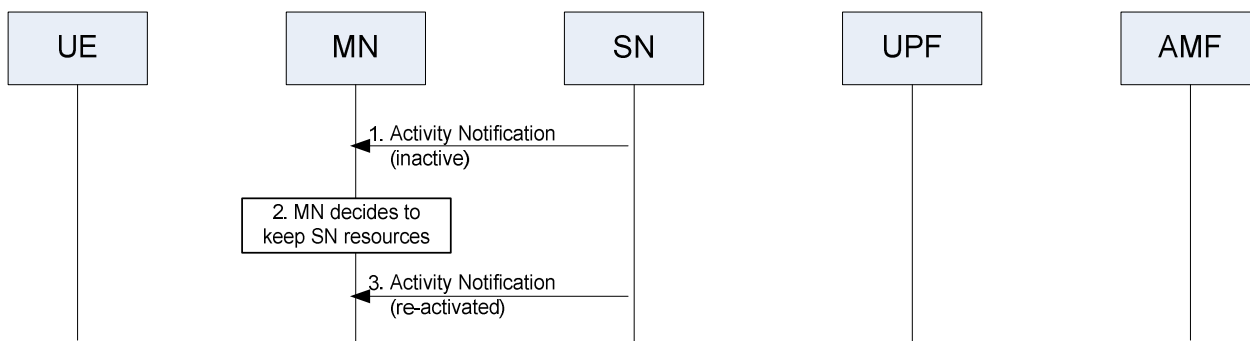 UE
MN
SN
UPF
AMF
1. Activity Notification
(inactive)
2. MN decides to
keep SN resources
3. Activity Notification
(re-activated)